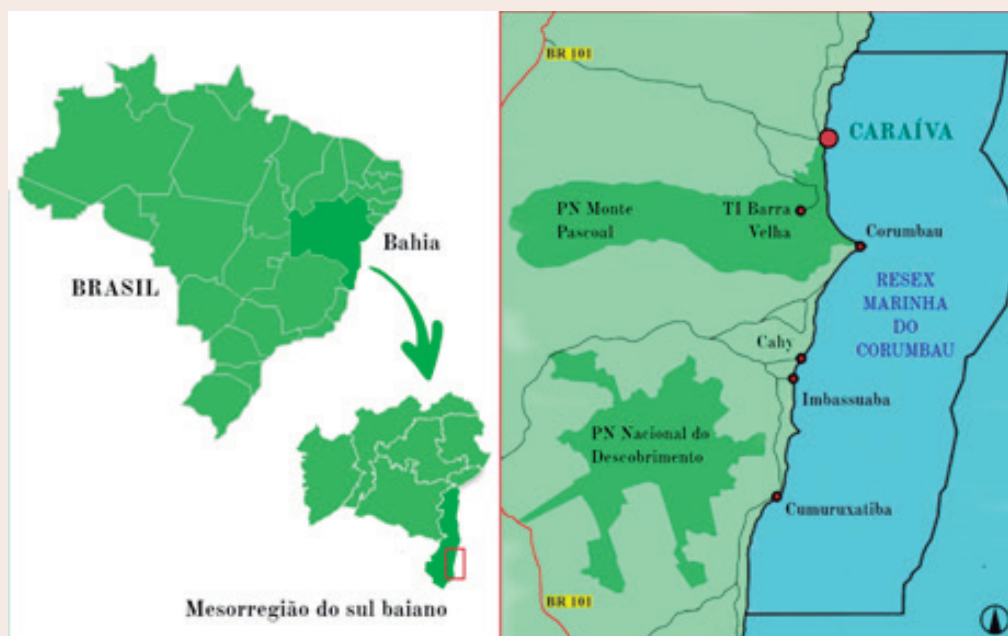 BRASIL
Bahia
Mesorregião do sul baiano
BR 101
CARAÍVA
PN Monte
Pascoal
TI Barra
Velha
Corumbau
RESEX
MARINHA
DO
CORUMBAU
Cahy
Imbassuaba
PN Nacional do
Descobrimento
Cumuruxatiba
BR 101